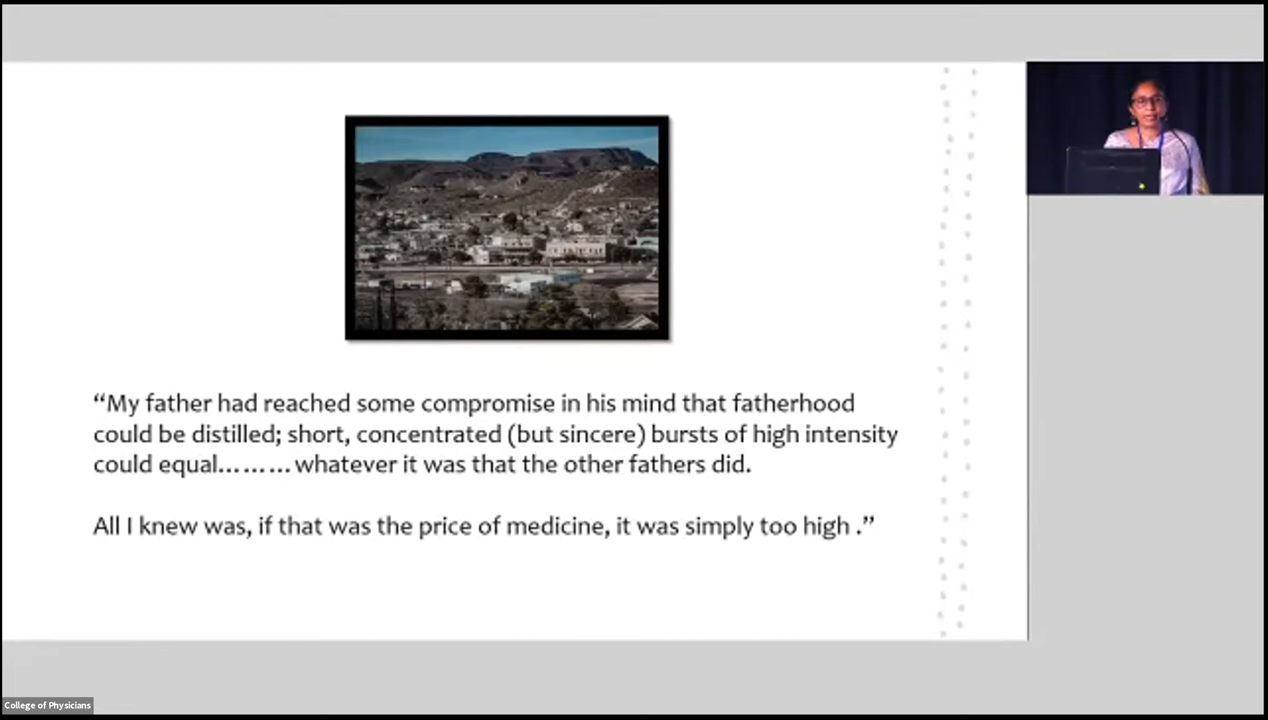 “My father had reached some compromise in his mind that fatherhood
could be distilled; short, concentrated (but sincere) bursts of high intensity
could equal………whatever it was that the other fathers did.
All I knew was, if that was the price of medicine, it was simply too high .”
College of Physicians